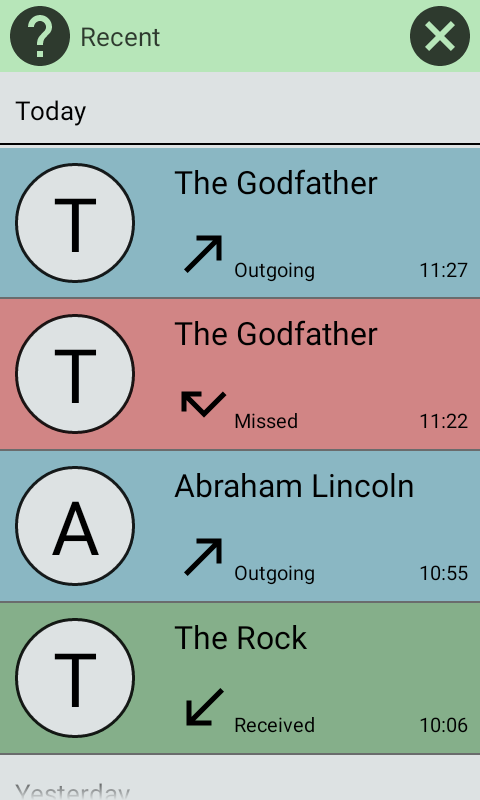 Recent
Today
T
The Godfather
Outgoing 11:27
T
The Godfather
Missed 11:22
A
Abraham Lincoln
Outgoing 10:55
T
The Rock
Received 10:06
Yesterday